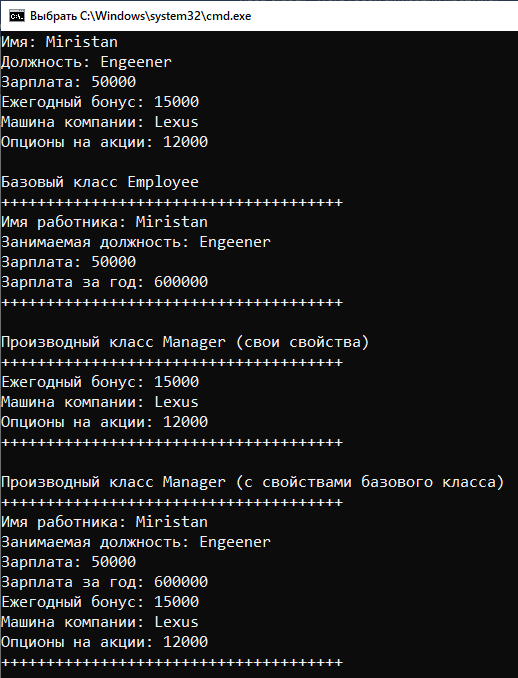 Выбрать C:\Windows\system32\cmd.exe
Имя: Miristan
Должность: Engeener
Зарплата: 50000
Ежегодный бонус: 15000
Машина компании: Lexus
Опционы на акции: 12000
Базовый класс Employee
++++++++++++++++++++++++++++++++++++++
Имя работника: Miristan
Занимаемая должность: Engeener
Зарплата: 50000
Зарплата за год: 600000
++++++++++++++++++++++++++++++++++++++
Производный класс Manager (свои свойства)
++++++++++++++++++++++++++++++++++++++
Ежегодный бонус: 15000
Машина компании: Lexus
Опционы на акции: 12000
++++++++++++++++++++++++++++++++++++++
Производный класс Manager (с свойствами базового класса)
++++++++++++++++++++++++++++++++++++++
Имя работника: Miristan
Занимаемая должность: Engeener
Зарплата: 50000
Зарплата за год: 600000
Ежегодный бонус: 15000
Машина компании: Lexus
Опционы на акции: 12000
++++++++++++++++++++++++++++++++++++++